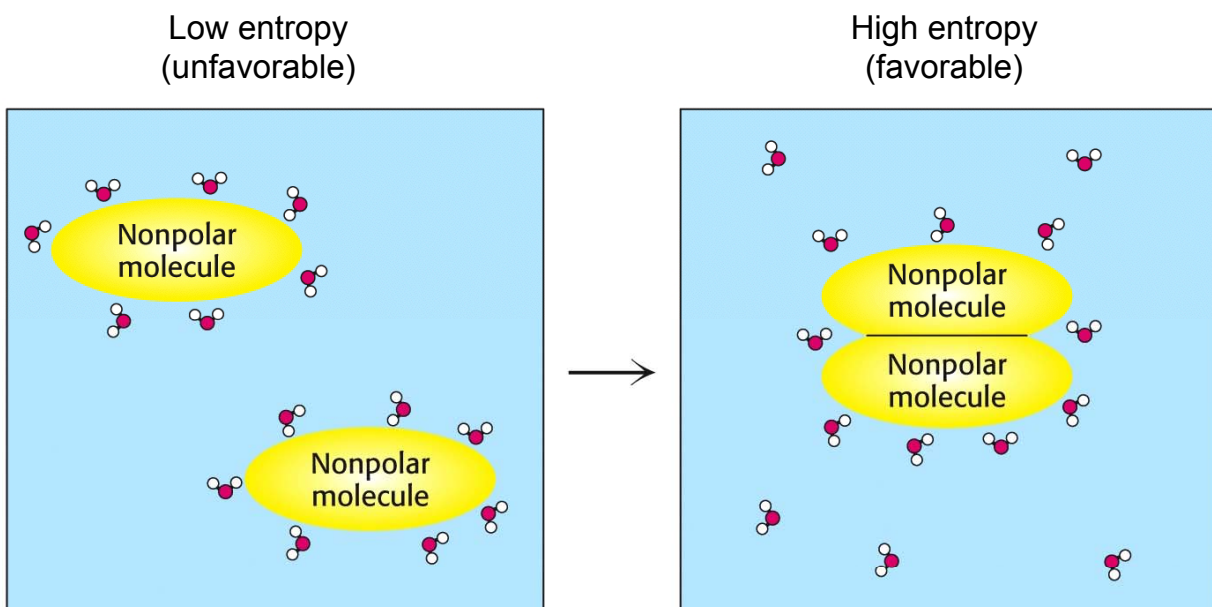 Low entropy
(unfavorable)
High entropy
(favorable)
Nonpolar
molecule
Nonpolar
molecule
Nonpolar
molecule
Nonpolar
molecule